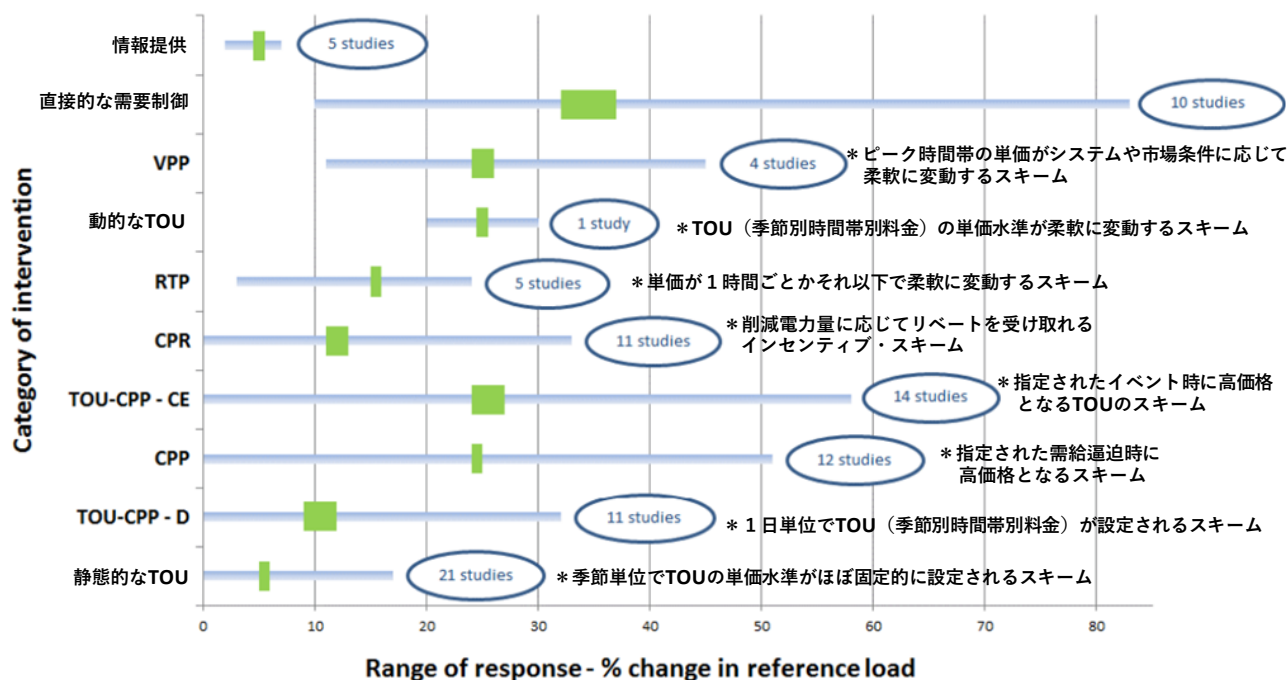 Category of intervention
情報提供
5 studies
直接的な需要制御
10 studies
VPP
4 studies
＊ピーク時間帯の単価がシステムや市場条件に応じて
柔軟に変動するスキーム
動的なTOU
1 study
＊TOU（季節別時間帯別料金）の単価水準が柔軟に変動するスキーム
RTP
5 studies
＊単価が１時間ごとかそれ以下で柔軟に変動するスキーム
CPR
11 studies
＊削減電力量に応じてリベートを受け取れる
インセンティブ・スキーム
TOU-CPP - CE
14 studies
＊指定されたイベント時に高価格
となるTOUのスキーム
CPP
12 studies
＊指定された需給逼迫時に
高価格となるスキーム
TOU-CPP - D
11 studies
＊１日単位でTOU（季節別時間帯別料金）が設定されるスキーム
静態的なTOU
21 studies
＊季節単位でTOUの単価水準がほぼ固定的に設定されるスキーム
0 10 20 30 40 50 60 70 80
Range of response - % change in reference load